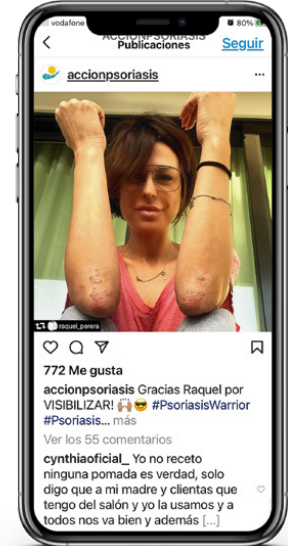 vodafone 80%
ACCIONPSORIASIS
Publicaciones Seguir
accionpsoriasis ...
raquel_perera
772 Me gusta
accionpsoriasis Gracias Raquel por
VISIBILIZAR! 🙌🏼😎 #PsoriasisWarrior
#Psoriasis... más
Ver los 55 comentarios
cynthiaoficial_ Yo no receto
ninguna pomada es verdad, solo
digo que a mi madre y clientas que
tengo del salón y yo la usamos y a
todos nos va bien y además [...]